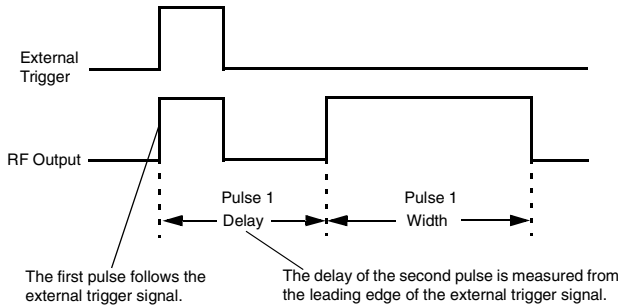 External
Trigger
RF Output
Pulse 1
Delay
Pulse 1
Width
The first pulse follows the
external trigger signal.
The delay of the second pulse is measured from
the leading edge of the external trigger signal.